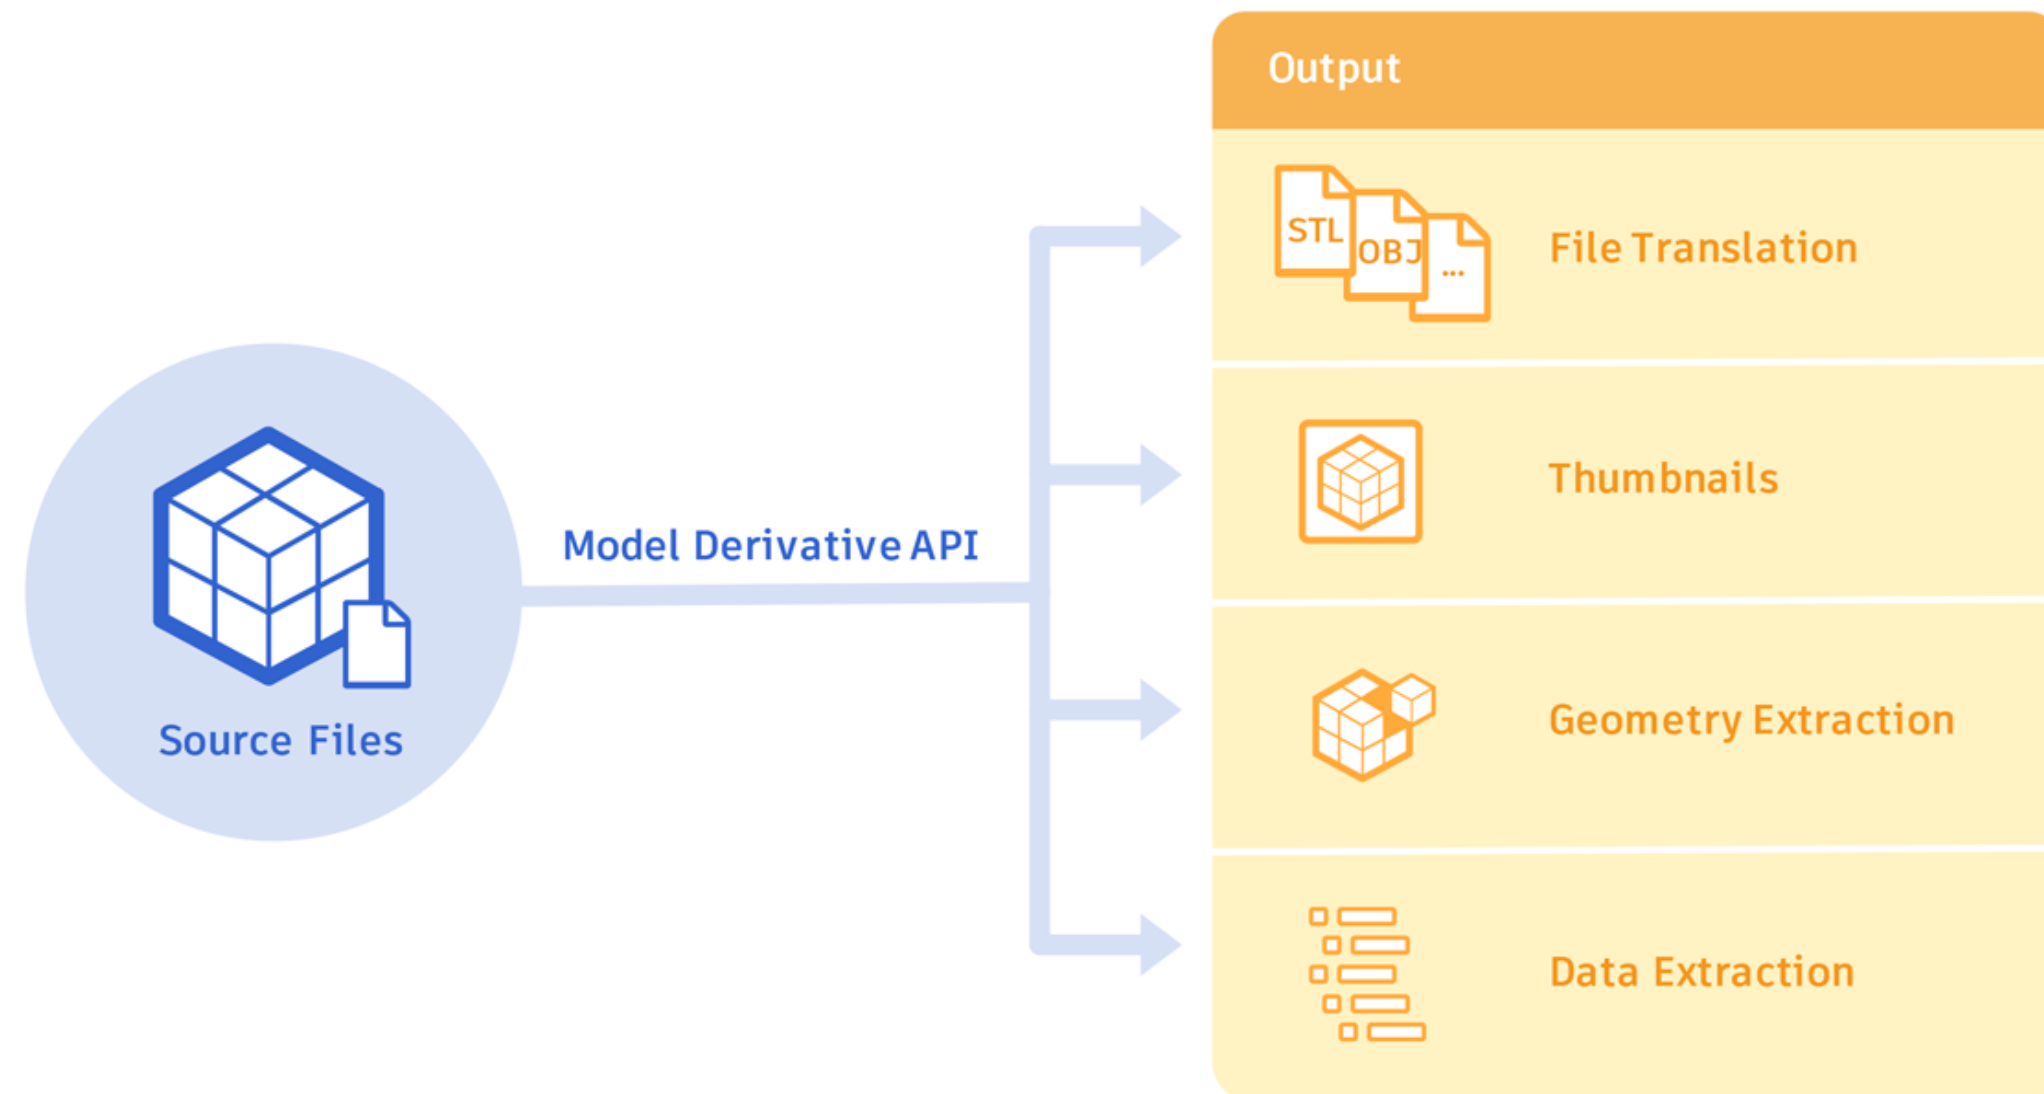 Output
STL
OBJ
...
File Translation
Thumbnails
Model Derivative API
Source Files
Geometry Extraction
Data Extraction